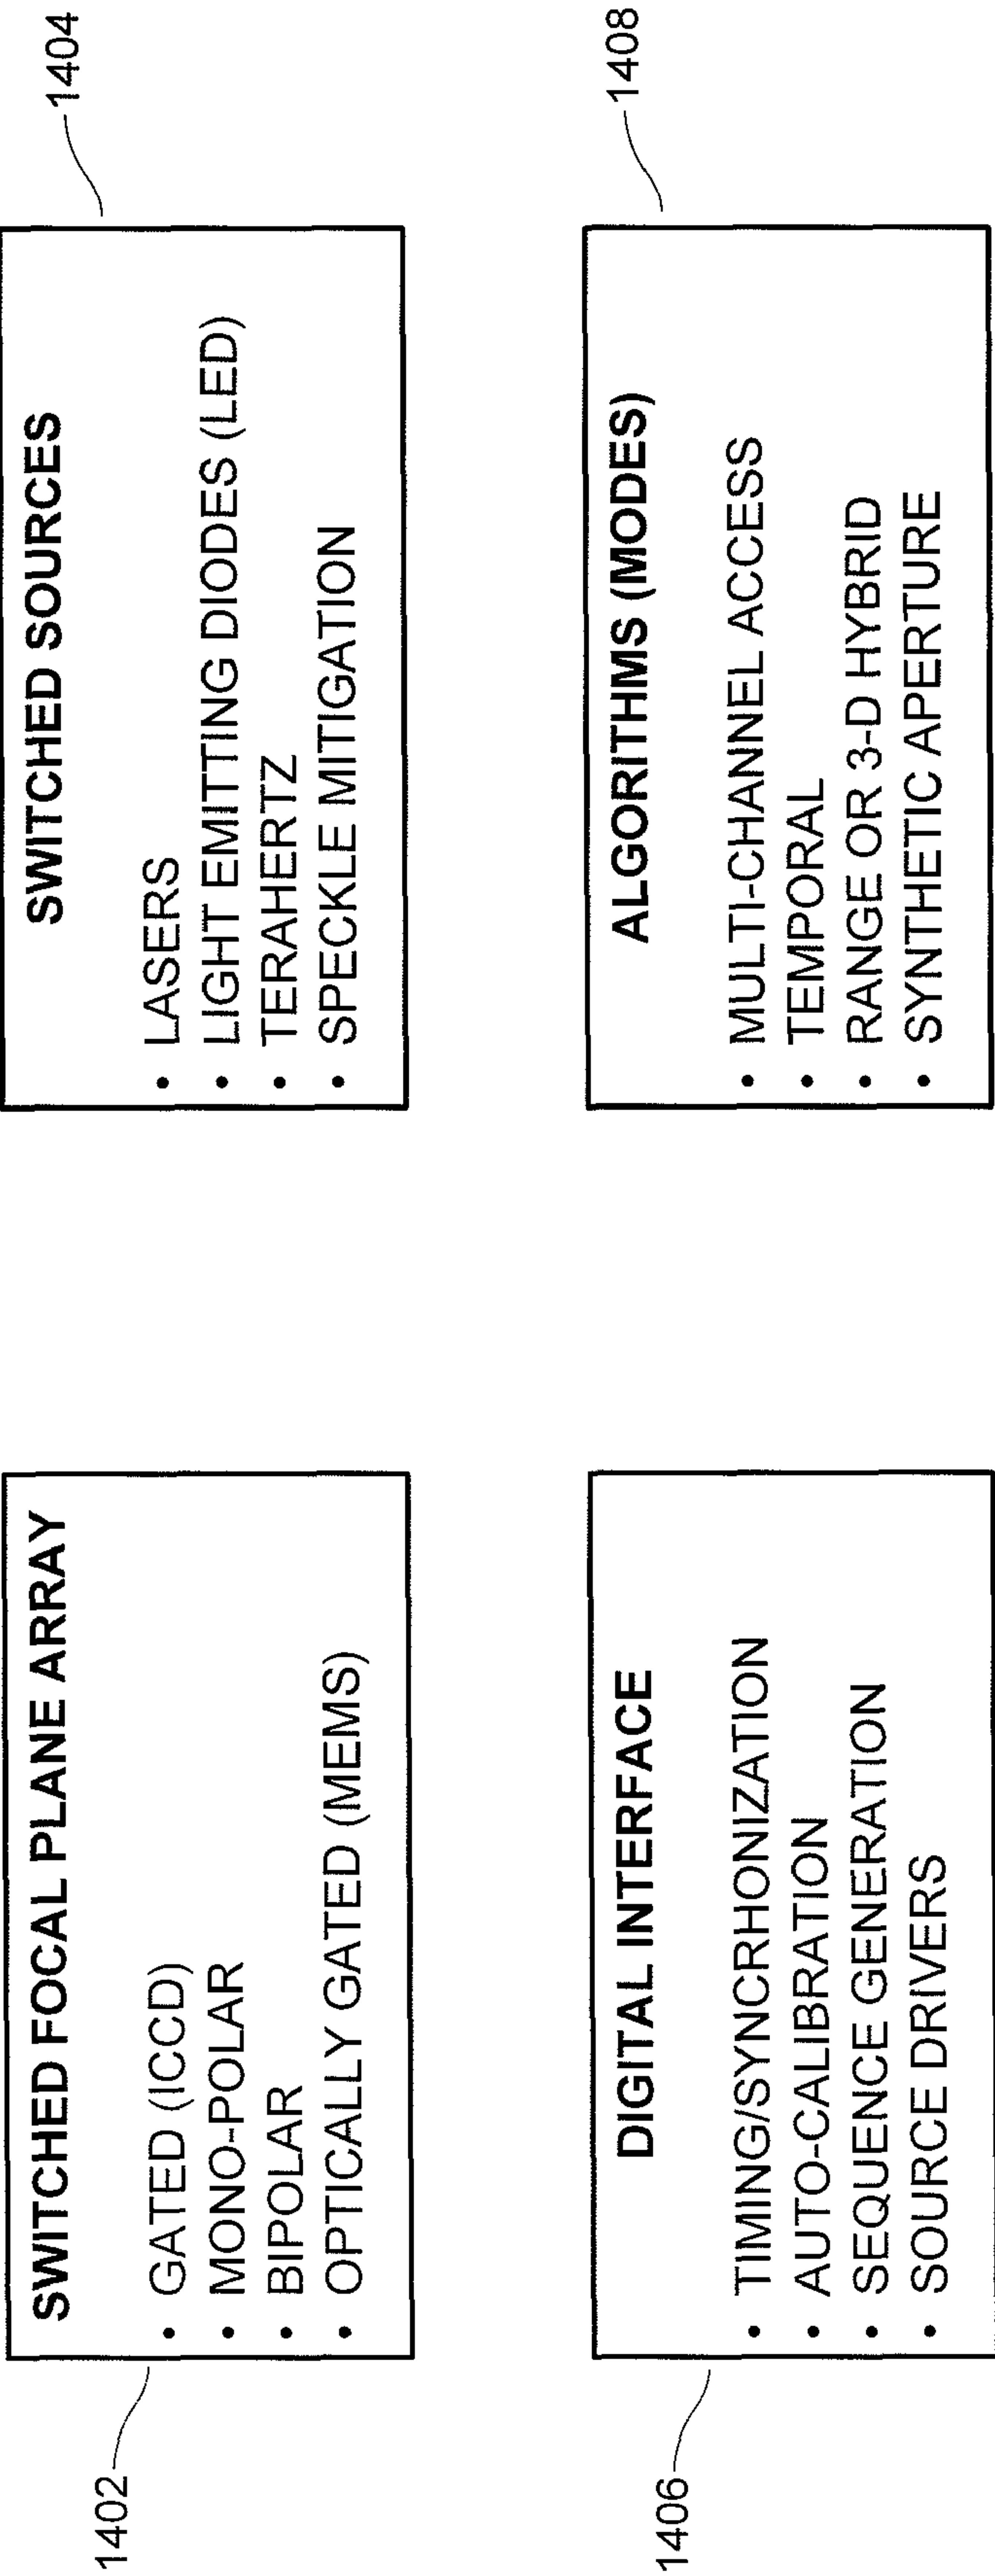 1402
SWITCHED FOCAL PLANE ARRAY
• GATED (ICCD)
• MONO-POLAR
• BIPOLAR
• OPTICALLY GATED (MEMS)
1404
SWITCHED SOURCES
• LASERS
• LIGHT EMITTING DIODES (LED)
• TERAHERTZ
• SPECKLE MITIGATION
1406
DIGITAL INTERFACE
• TIMING/SYNCRHONIZATION
• AUTO-CALIBRATION
• SEQUENCE GENERATION
• SOURCE DRIVERS
1408
ALGORITHMS (MODES)
• MULTI-CHANNEL ACCESS
• TEMPORAL
• RANGE OR 3-D HYBRID
• SYNTHETIC APERTURE